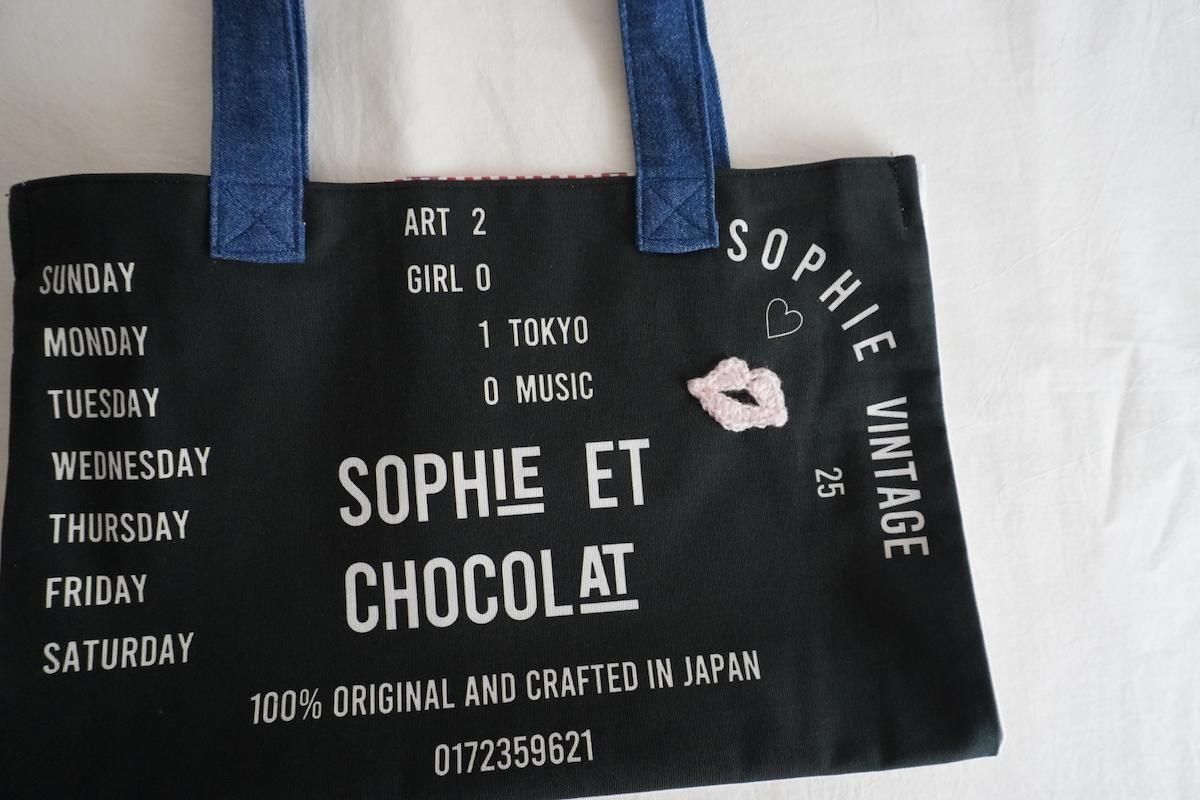 SUNDAY
MONDAY
TUESDAY
WEDNESDAY
THURSDAY
FRIDAY
SATURDAY
ART 2
GIRL 0
1 TOKYO
0 MUSIC
SOPHIE ET
CHOCOLAT
100% ORIGINAL AND CRAFTED IN JAPAN
0172359621
SOPHIE VINTAGE
25